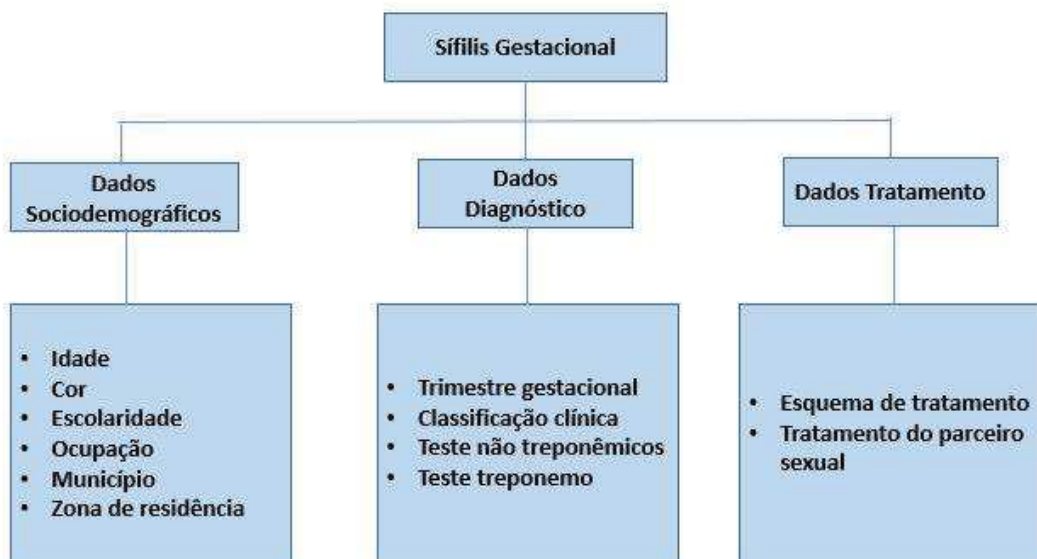 Sífilis Gestacional
Dados
Sociodemográficos
Dados
Diagnóstico
Dados Tratamento
• Idade
• Cor
• Escolaridade
• Ocupação
• Município
• Zona de residência
• Trimestre gestacional
• Classificação clínica
• Teste não treponêmicos
• Teste treponemo
• Esquema de tratamento
• Tratamento do parceiro
sexual